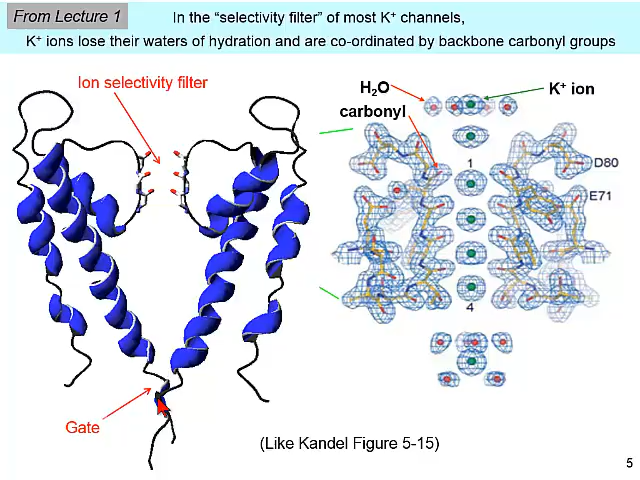 From Lecture 1
In the “selectivity filter” of most K⁺ channels,
K⁺ ions lose their waters of hydration and are co-ordinated by backbone carbonyl groups
Ion selectivity filter
H₂O
K⁺ ion
carbonyl
1
D80
E71
4
Gate
(Like Kandel Figure 5-15)
5